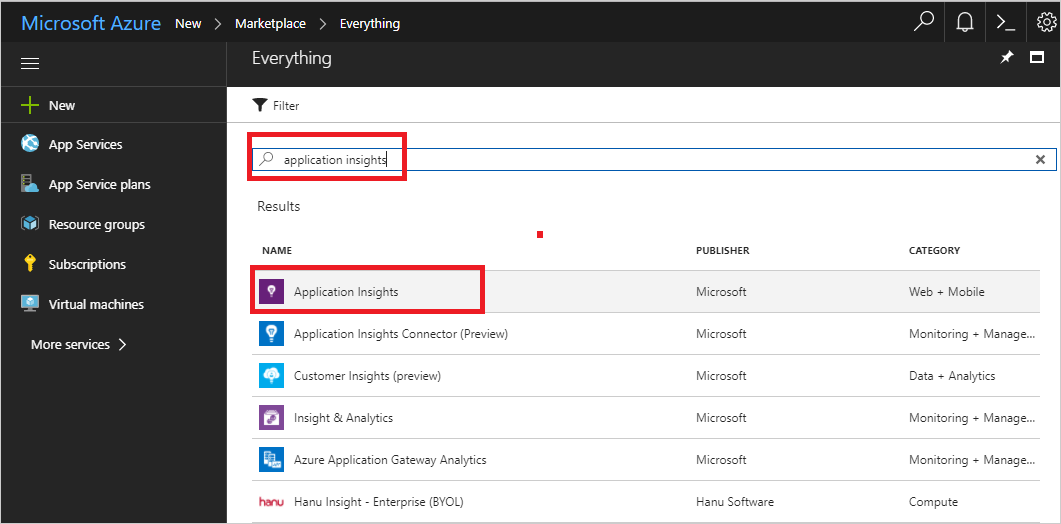 Microsoft Azure New > Marketplace > Everything
Everything
New
Filter
App Services
application insights
App Service plans
Resource groups
Results
Subscriptions
NAME PUBLISHER CATEGORY
Virtual machines
Application Insights Microsoft Web + Mobile
More services >
Application Insights Connector (Preview) Microsoft Monitoring + Manage...
Customer Insights (preview) Microsoft Data + Analytics
Insight & Analytics Microsoft Monitoring + Manage...
Azure Application Gateway Analytics Microsoft Monitoring + Manage...
hanu Hanu Insight - Enterprise (BYOL) Hanu Software Compute